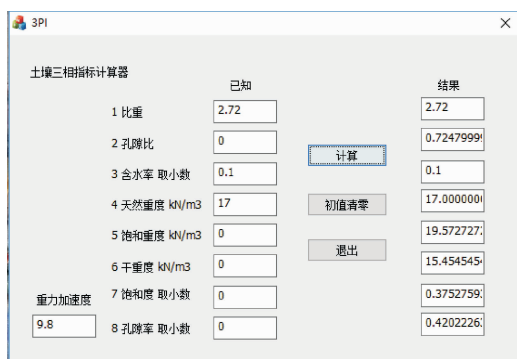 3PI
土壤三相指标计算器
已知 结果
1 比重 2.72 2.72
2 孔隙比 0 0.7247999
计算
3 含水率 取小数 0.1 0.1
4 天然重度 kN/m3 17 初值清零 17.000000
5 饱和重度 kN/m3 0 19.572727
退出
6 干重度 kN/m3 0 15.4545454
重力加速度 7 饱和度 取小数 0 0.3752759
9.8 8 孔隙率 取小数 0 0.4202226